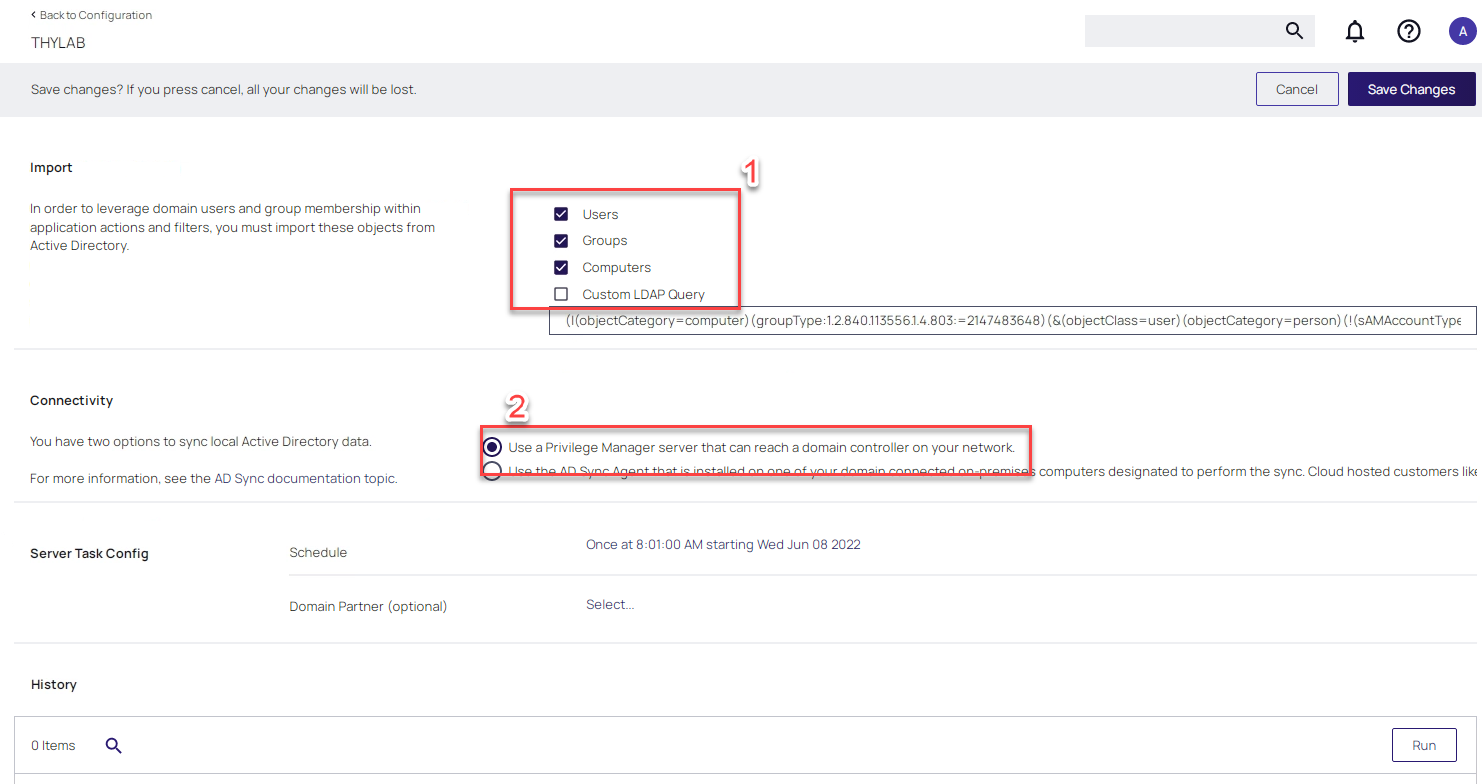 Back to Configuration
THYLAB
A
Save changes? If you press cancel, all your changes will be lost.
Cancel
Save Changes
Import
1
In order to leverage domain users and group membership within
application actions and filters, you must import these objects from
Active Directory.
Users
Groups
Computers
Custom LDAP Query
(|(objectCategory=computer)(groupType:1.2.840.113556.1.4.803:=2147483648)(&(objectClass=user)(objectCategory=person)(!(sAMAccountType
Connectivity
2
You have two options to sync local Active Directory data.
Use a Privilege Manager server that can reach a domain controller on your network.
Use the AD Sync Agent that is installed on one of your domain connected on-premises computers designated to perform the sync. Cloud hosted customers like
For more information, see the AD Sync documentation topic.
Server Task Config
Schedule
Once at 8:01:00 AM starting Wed Jun 08 2022
Domain Partner (optional)
Select...
History
0 Items
Run